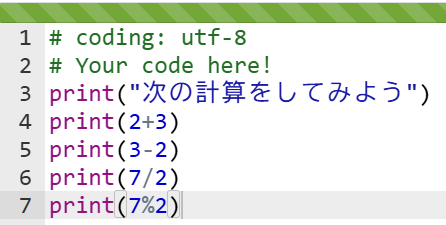 1 # coding: utf-8
2 # Your code here!
3 print("次の計算をしてみよう")
4 print(2+3)
5 print(3-2)
6 print(7/2)
7 print(7%2)